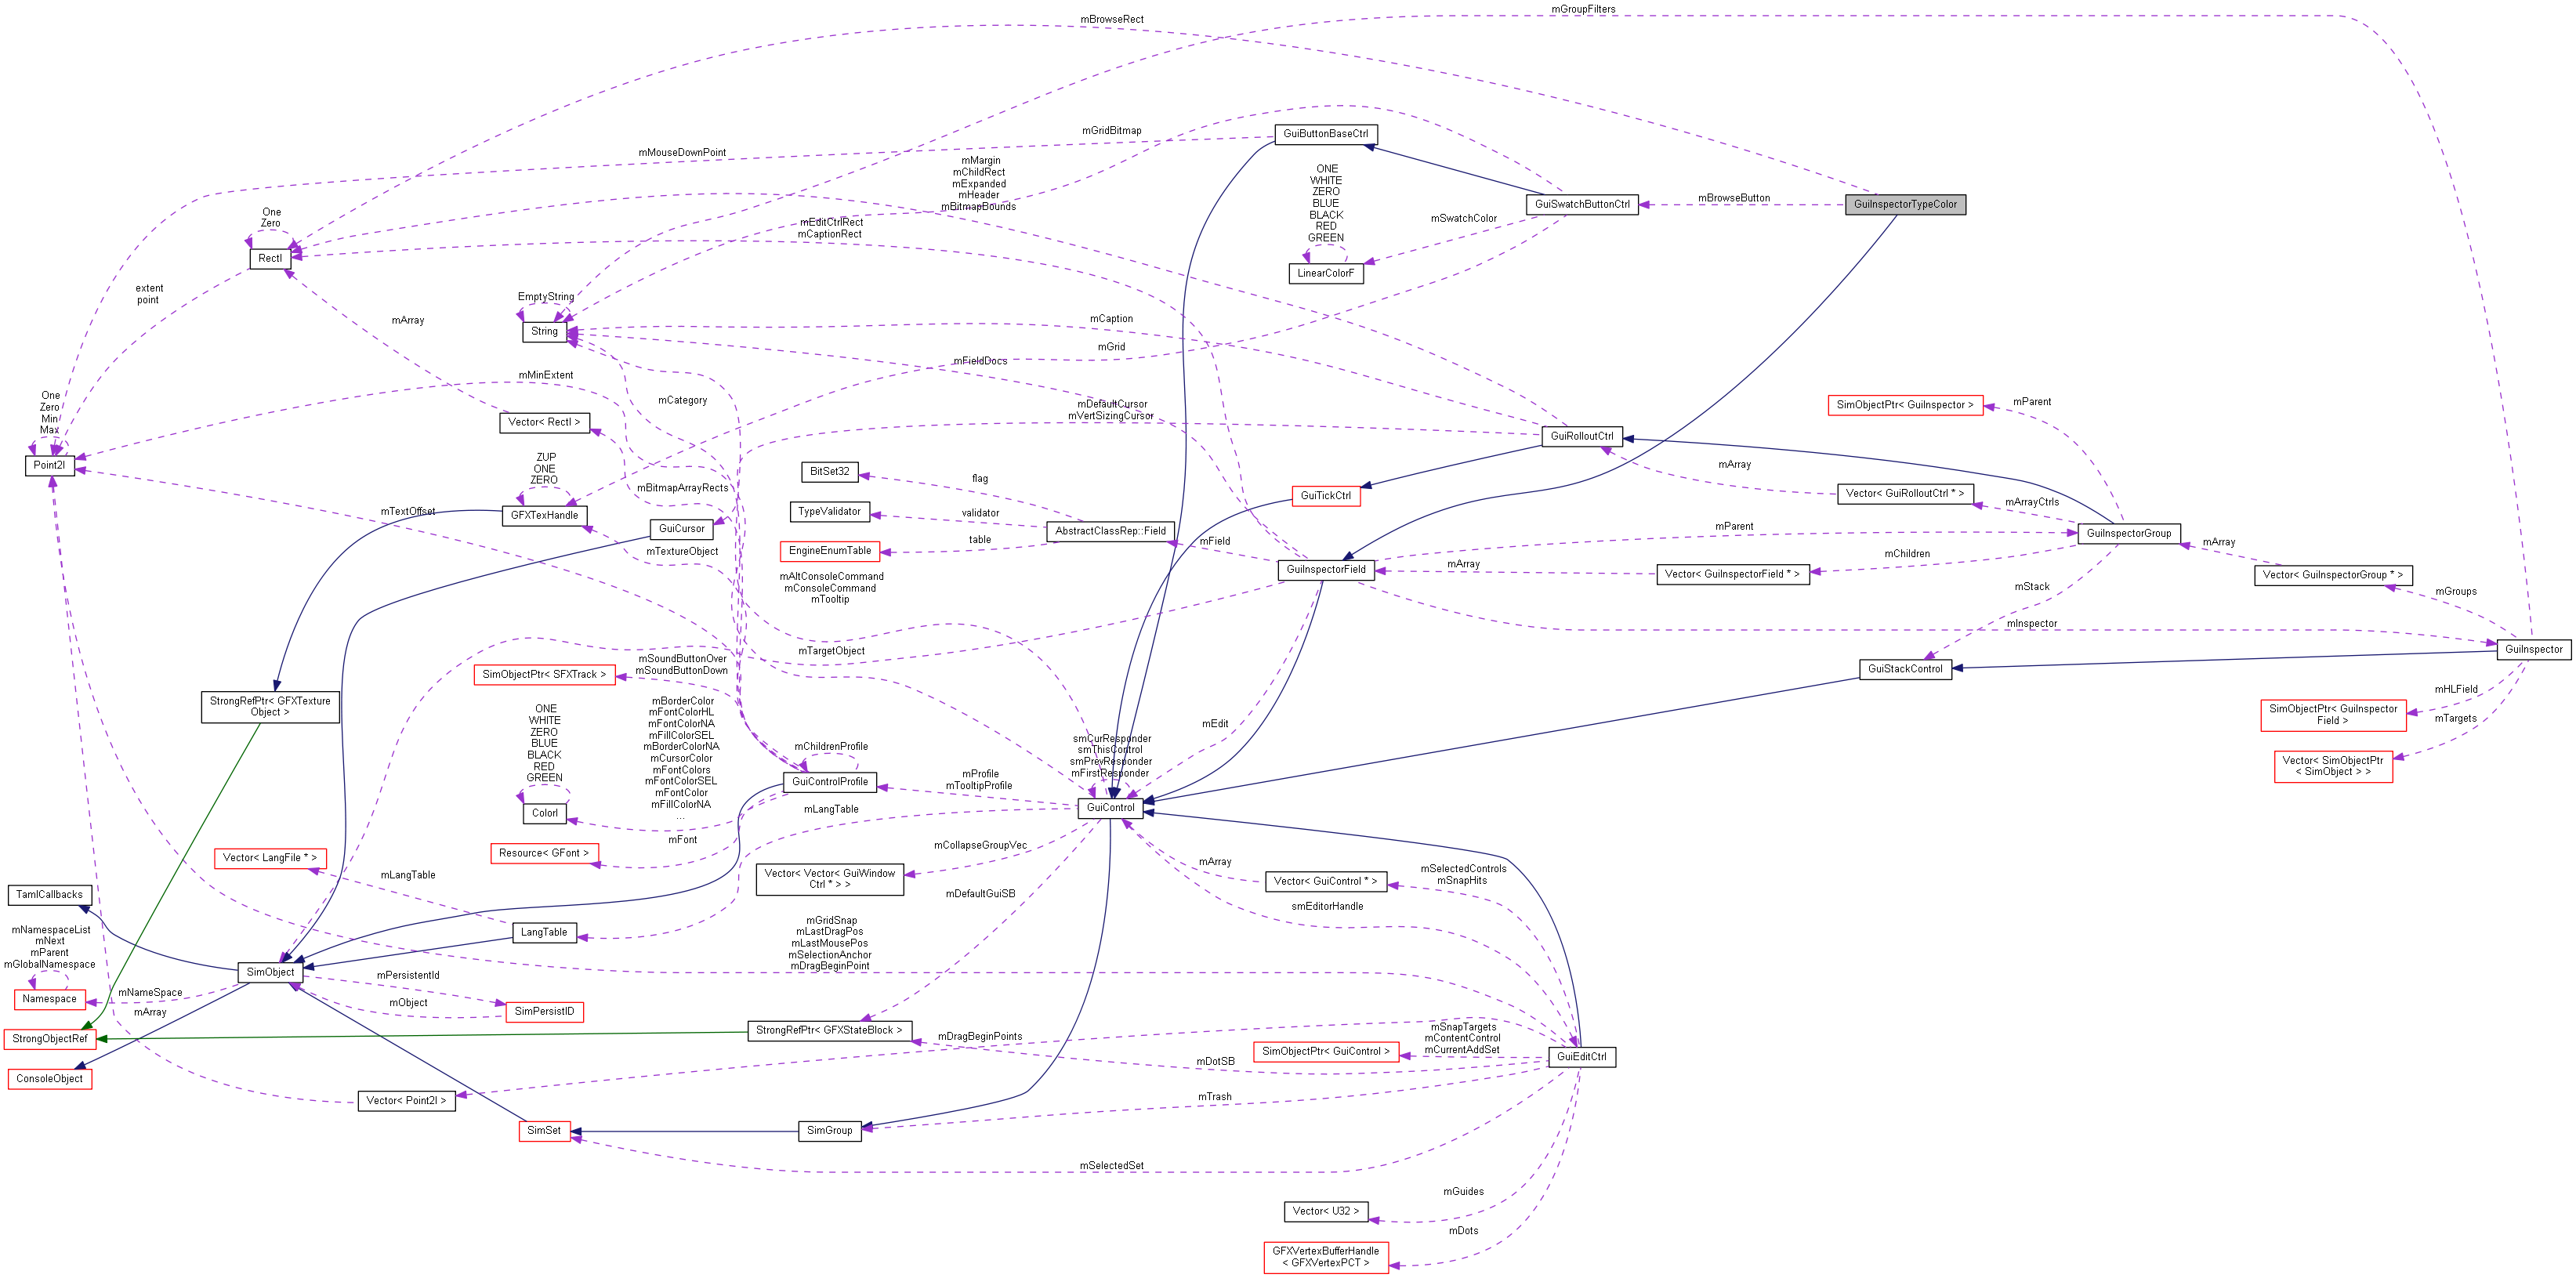 mGroupFilters
mBrowseRect
GuiButtonBaseCtrl
mGridBitmap
mMouseDownPoint
mMargin
mChildRect
mExpanded
mHeader
mBitmapBounds
ONE
WHITE
ZERO
BLUE
BLACK
RED
GREEN
GuiSwatchButtonCtrl
mBrowseButton
GuiInspectorTypeColor
mSwatchColor
One
Zero
mEditCtrlRect
mCaptionRect
RectI
LinearColorF
extent
point
EmptyString
String
mArray
mCaption
mGrid
mFieldDocs
mMinExtent
One
Zero
Min
Max
mCategory
mDefaultCursor
mVertSizingCursor
SimObjectPtr< GuiInspector >
mParent
Vector< RectI >
GuiRolloutCtrl
Point2I
ZUP
ONE
ZERO
mBitmapArrayRects
BitSet32
flag
mArray
GuiTickCtrl
Vector< GuiRolloutCtrl * >
mArrayCtrls
mTextOffset
GFXTexHandle
GuiCursor
TypeValidator
validator
AbstractClassRep::Field
mParent
GuiInspectorGroup
mTextureObject
EngineEnumTable
table
mField
mChildren
mArray
GuiInspectorField
mArray
Vector< GuiInspectorField * >
Vector< GuiInspectorGroup * >
mAltConsoleCommand
mConsoleCommand
mTooltip
mStack
mGroups
mInspector
mTargetObject
GuiInspector
SimObjectPtr< SFXTrack >
mSoundButtonOver
mSoundButtonDown
GuiStackControl
mHLField
SimObjectPtr< GuiInspector
Field >
mTargets
StrongRefPtr< GFXTexture
Object >
mBorderColor
mFontColorHL
mFontColorNA
mFillColorSEL
mBorderColorNA
mCursorColor
mFontColors
mFontColorSEL
mFontColor
mFillColorNA
...
ONE
WHITE
ZERO
BLUE
BLACK
RED
GREEN
mEdit
mChildrenProfile
smCurResponder
smThisControl
smPrevResponder
mFirstResponder
Vector< SimObjectPtr
< SimObject > >
GuiControlProfile
mProfile
mTooltipProfile
GuiControl
ColorI
mLangTable
mFont
Resource< GFont >
Vector< LangFile * >
mCollapseGroupVec
mArray
mLangTable
Vector< Vector< GuiWindow
Ctrl * > >
Vector< GuiControl * >
mSelectedControls
mSnapHits
TamlCallbacks
mDefaultGuiSB
smEditorHandle
mNamespaceList
mNext
mParent
mGlobalNamespace
LangTable
mGridSnap
mLastDragPos
mLastMousePos
mSelectionAnchor
mDragBeginPoint
SimObject
mPersistentId
mNameSpace
Namespace
mObject
SimPersistID
mArray
StrongObjectRef
StrongRefPtr< GFXStateBlock >
mDragBeginPoints
mSnapTargets
mContentControl
mCurrentAddSet
SimObjectPtr< GuiControl >
mDotSB
GuiEditCtrl
ConsoleObject
Vector< Point2I >
mTrash
SimSet
SimGroup
mSelectedSet
mGuides
Vector< U32 >
mDots
GFXVertexBufferHandle
< GFXVertexPCT >